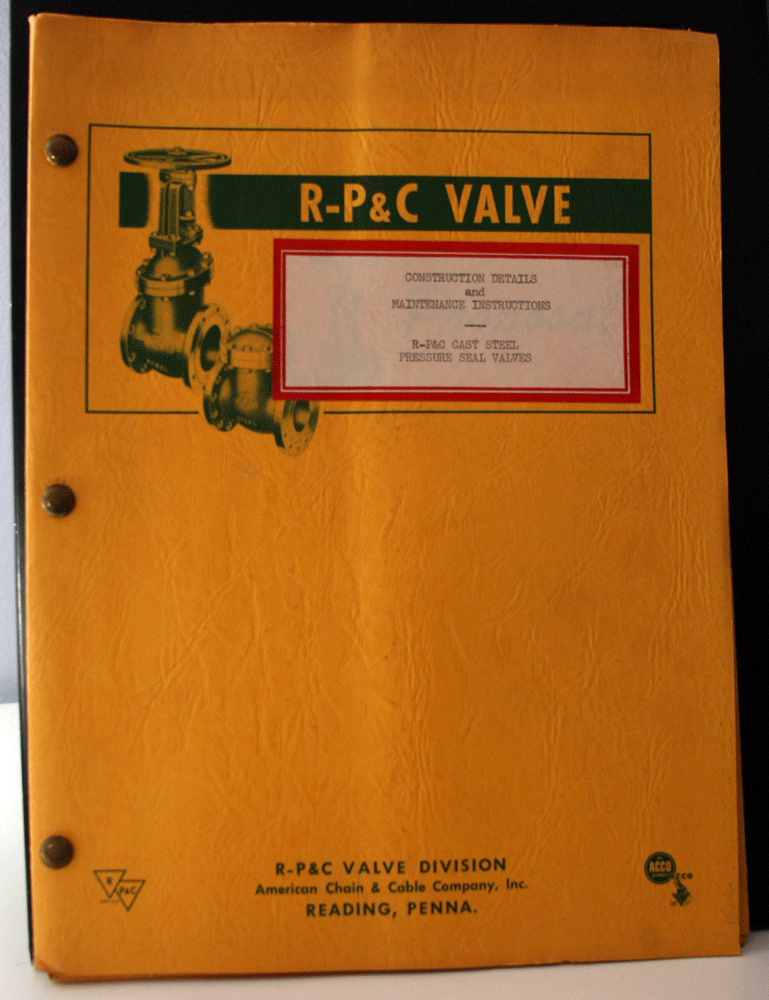 R-P&C VALVE
CONSTRUCTION DETAILS
and
MAINTENANCE INSTRUCTIONS
R-P&C CAST STEEL
PRESSURE SEAL VALVES
R-P&C VALVE DIVISION
American Chain & Cable Company, Inc.
READING, PENNA.
R
P&C
ACCO